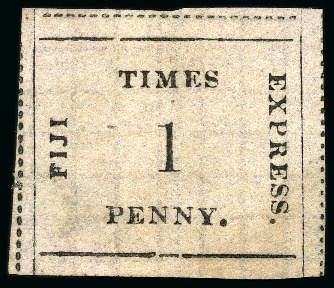 FIJI
TIMES
1
PENNY.
EXPRESS.